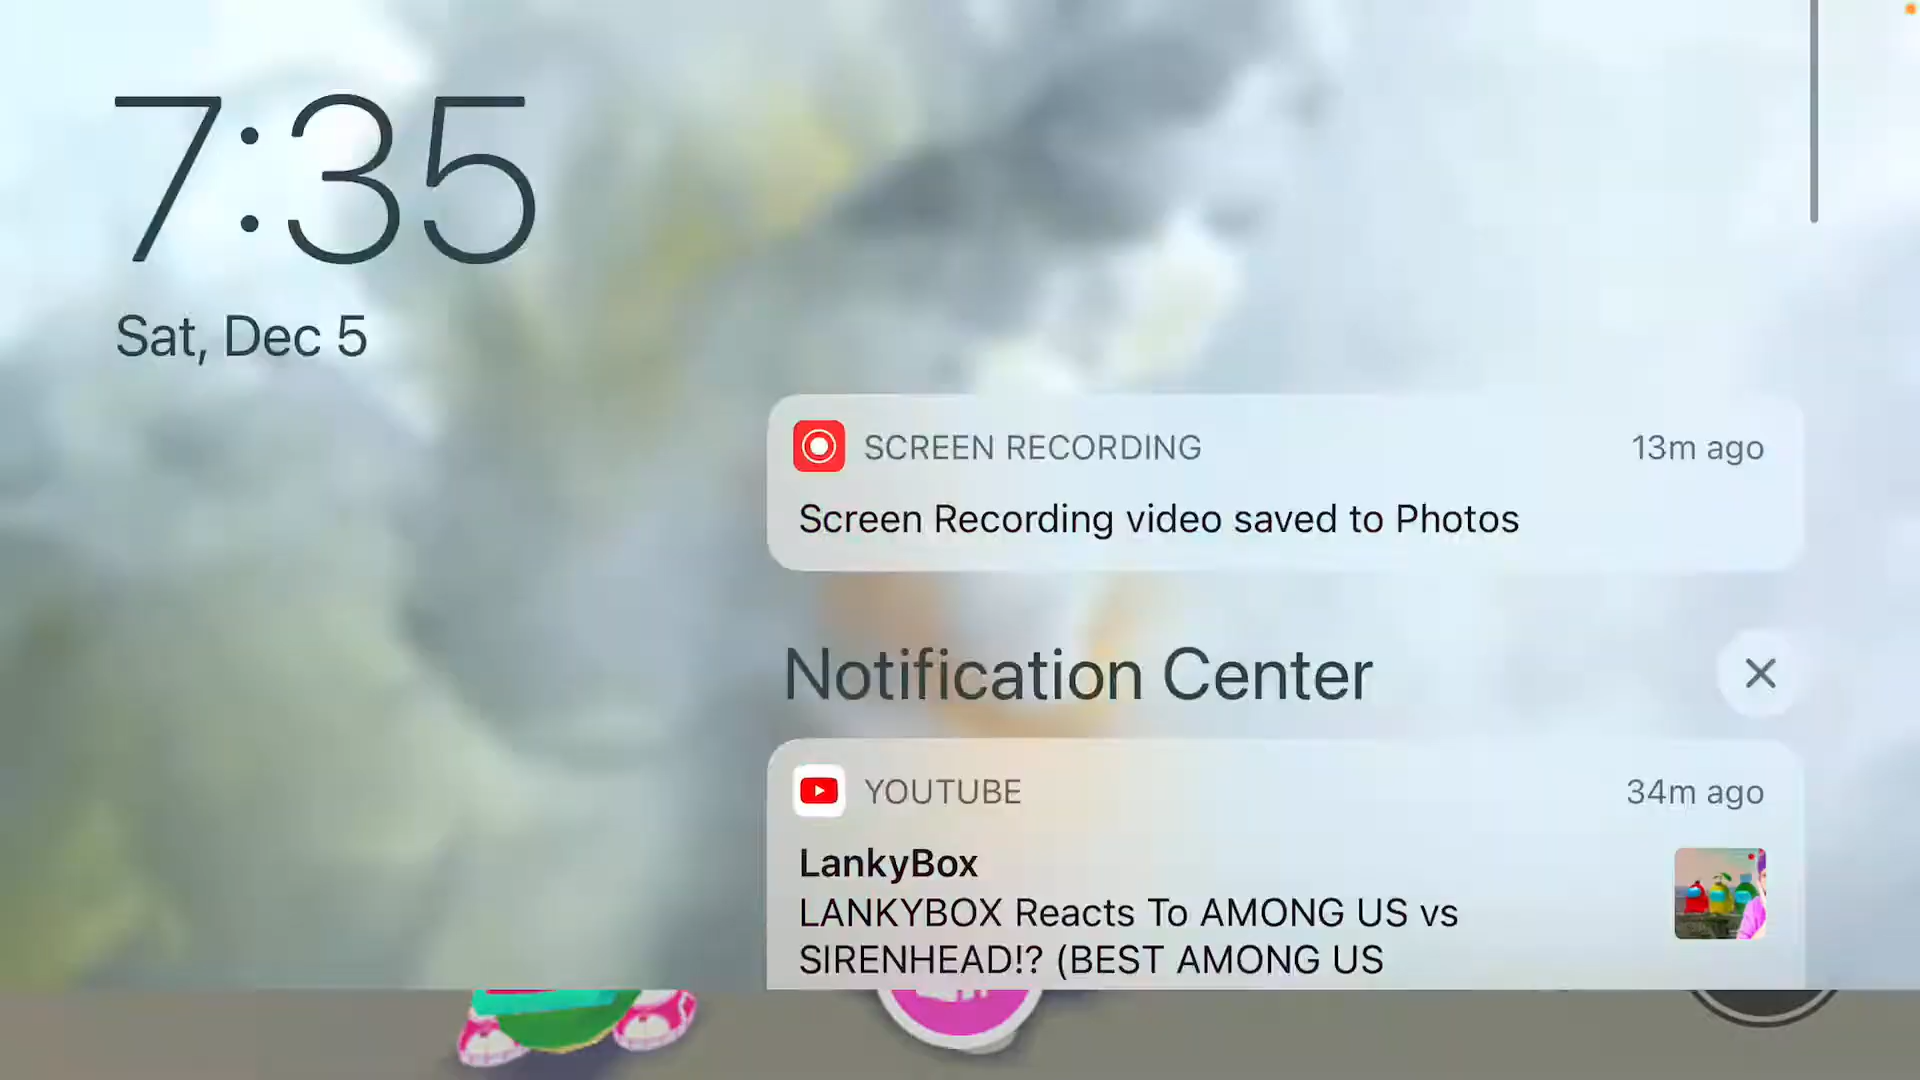 7:35
Sat, Dec 5
SCREEN RECORDING
13m ago
Screen Recording video saved to Photos
Notification Center
YOUTUBE
34m ago
LankyBox
LANKYBOX Reacts To AMONG US vs
SIRENHEAD!? (BEST AMONG US